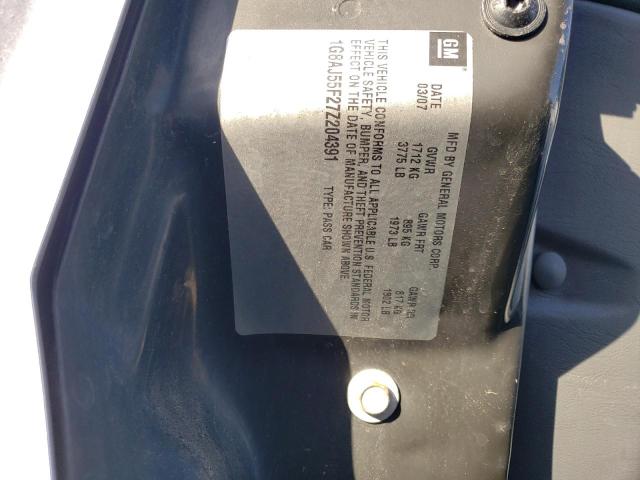 GM
MFD BY GENERAL MOTORS CORP.
DATE GVWR GAWR FRT GAWR RR
03/07 1712 KG 895 KG 817 KG
3775 LB 1973 LB 1802 LB
THIS VEHICLE CONFORMS TO ALL APPLICABLE U.S. FEDERAL MOTOR
VEHICLE SAFETY, BUMPER, AND THEFT PREVENTION STANDARDS IN
EFFECT ON THE DATE OF MANUFACTURE SHOWN ABOVE.
1G8AJ55F27Z204391 TYPE: PASS CAR